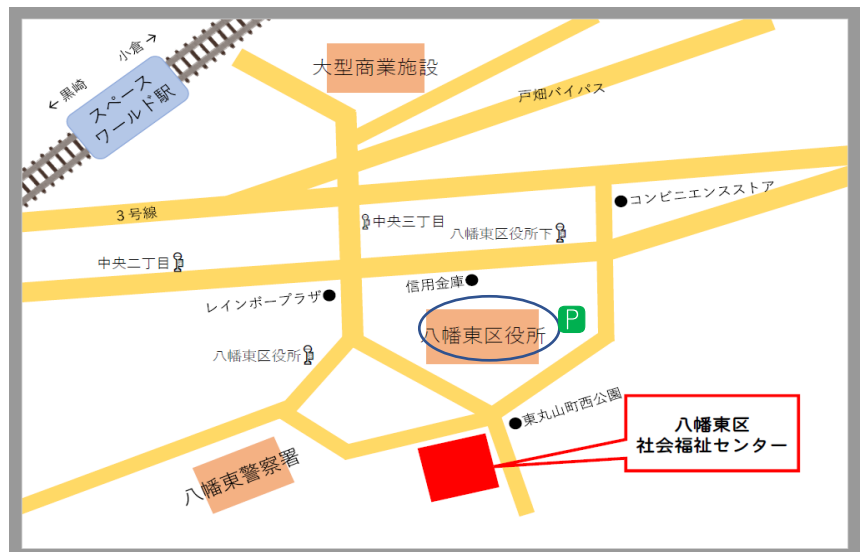 小倉→
←黒崎
スペース
ワールド駅
大型商業施設
戸畑バイパス
3号線
中央三丁目
コンビニエンスストア
八幡東区役所下
中央二丁目
信用金庫
レインボープラザ
P
八幡東区役所
八幡東区役所
東丸山町西公園
八幡東区
社会福祉センター
八幡東警察署